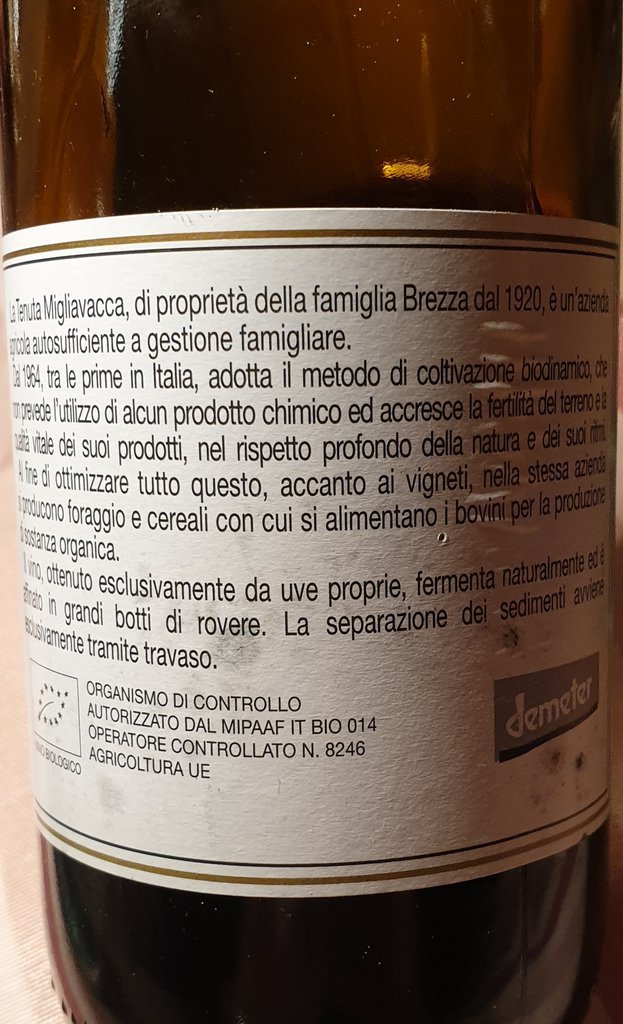 La Tenuta Migliavacca, di proprietà della famiglia Brezza dal 1920, è un'azienda
agricola autosufficiente a gestione famigliare.
Dal 1964, tra le prime in Italia, adotta il metodo di coltivazione biodinamico, che
non prevede l'utilizzo di alcun prodotto chimico ed accresce la fertilità del terreno e la
qualità vitale dei suoi prodotti, nel rispetto profondo della natura e dei suoi ritmi.
Al fine di ottimizzare tutto questo, accanto ai vigneti, nella stessa azienda
si producono foraggio e cereali con cui si alimentano i bovini per la produzione
di sostanza organica.
Il vino, ottenuto esclusivamente da uve proprie, fermenta naturalmente ed è
affinato in grandi botti di rovere. La separazione dei sedimenti avviene
esclusivamente tramite travaso.
ORGANISMO DI CONTROLLO
AUTORIZZATO DAL MIPAAF IT BIO 014
OPERATORE CONTROLLATO N. 8246
AGRICOLTURA UE
VINO BIOLOGICO
demeter